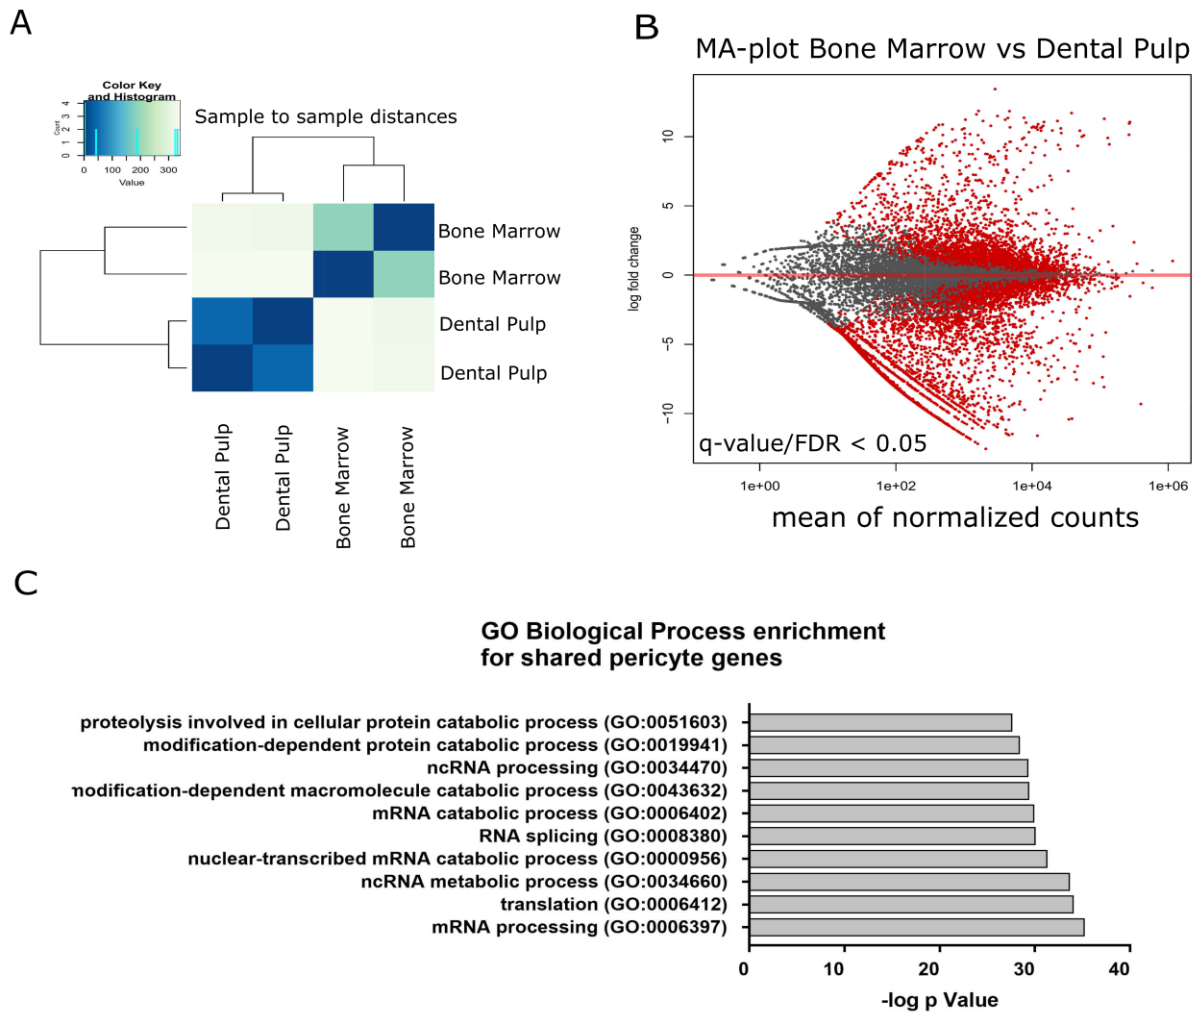 A
Color Key
and Histogram
Count
0 1 2 3 4
0 100 200 300
Value
Sample to sample distances
Bone Marrow
Bone Marrow
Dental Pulp
Dental Pulp
Dental Pulp
Dental Pulp
Bone Marrow
Bone Marrow
B
MA-plot Bone Marrow vs Dental Pulp
log fold change
10
5
0
−5
−10
q-value/FDR < 0.05
1e+00 1e+02 1e+04 1e+06
mean of normalized counts
C
GO Biological Process enrichment
for shared pericyte genes
proteolysis involved in cellular protein catabolic process (GO:0051603)
modification-dependent protein catabolic process (GO:0019941)
ncRNA processing (GO:0034470)
modification-dependent macromolecule catabolic process (GO:0043632)
mRNA catabolic process (GO:0006402)
RNA splicing (GO:0008380)
nuclear-transcribed mRNA catabolic process (GO:0000956)
ncRNA metabolic process (GO:0034660)
translation (GO:0006412)
mRNA processing (GO:0006397)
0 10 20 30 40
-log p Value